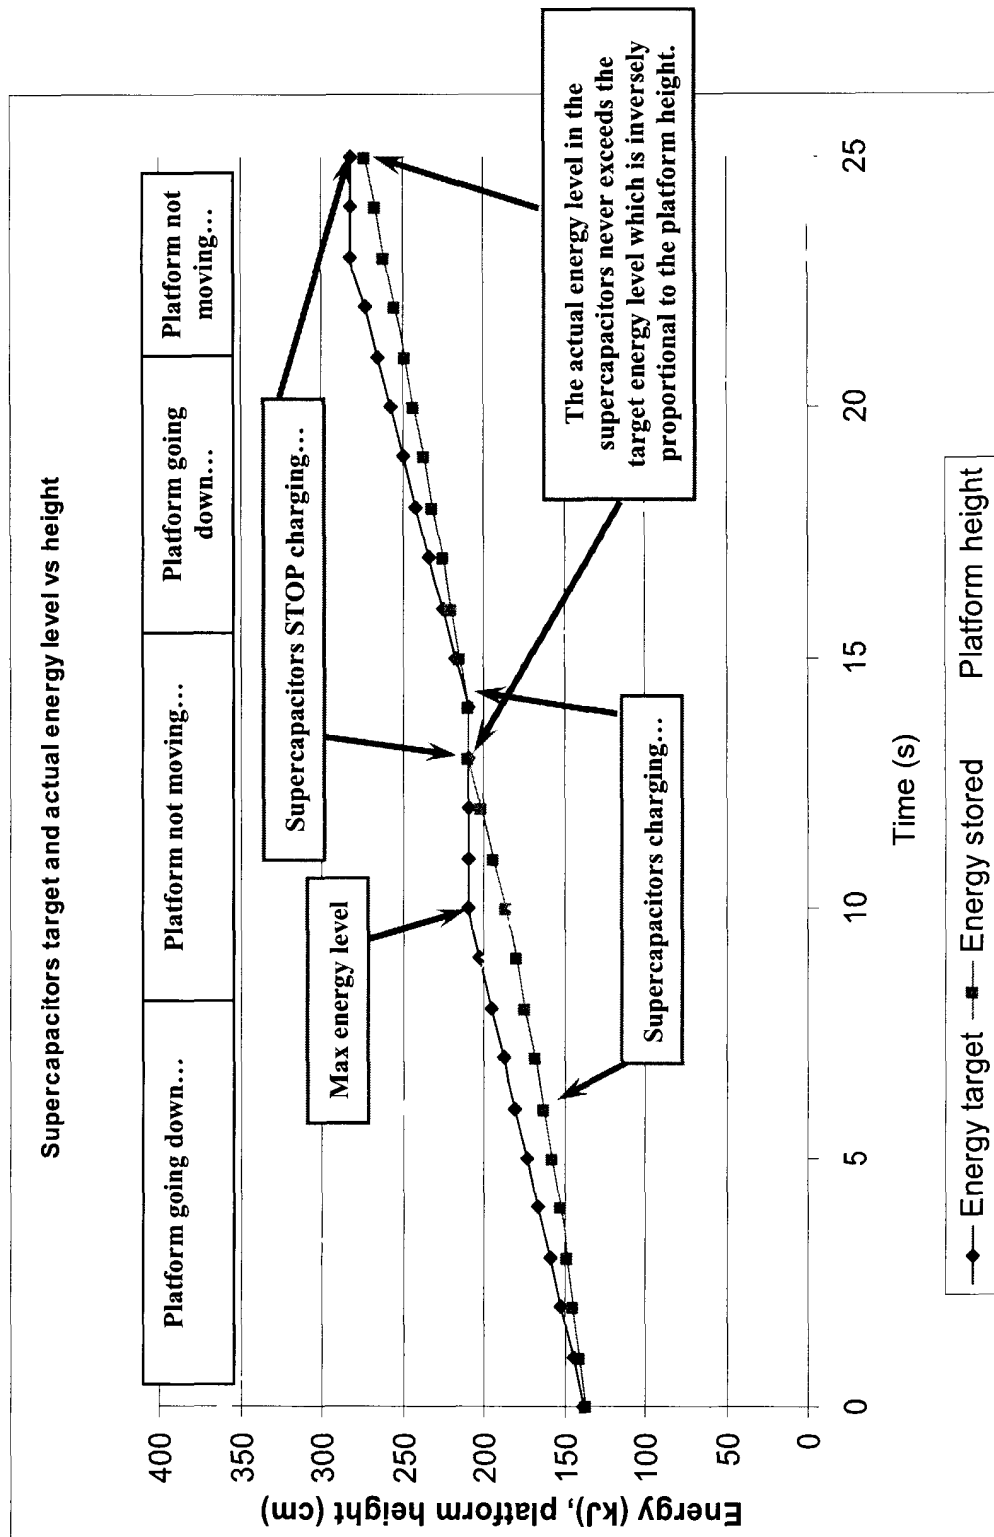 Supercapacitors target and actual energy level vs height
Platform going down...
Platform not moving...
Platform going
down...
Platform not
moving...
Max energy level
Supercapacitors STOP charging...
Supercapacitors charging...
The actual energy level in the
supercapacitors never exceeds the
target energy level which is inversely
proportional to the platform height.
Energy (kJ), platform height (cm)
400
350
300
250
200
150
100
50
0
0
5
10
15
20
25
Time (s)
Energy target
Energy stored
Platform height